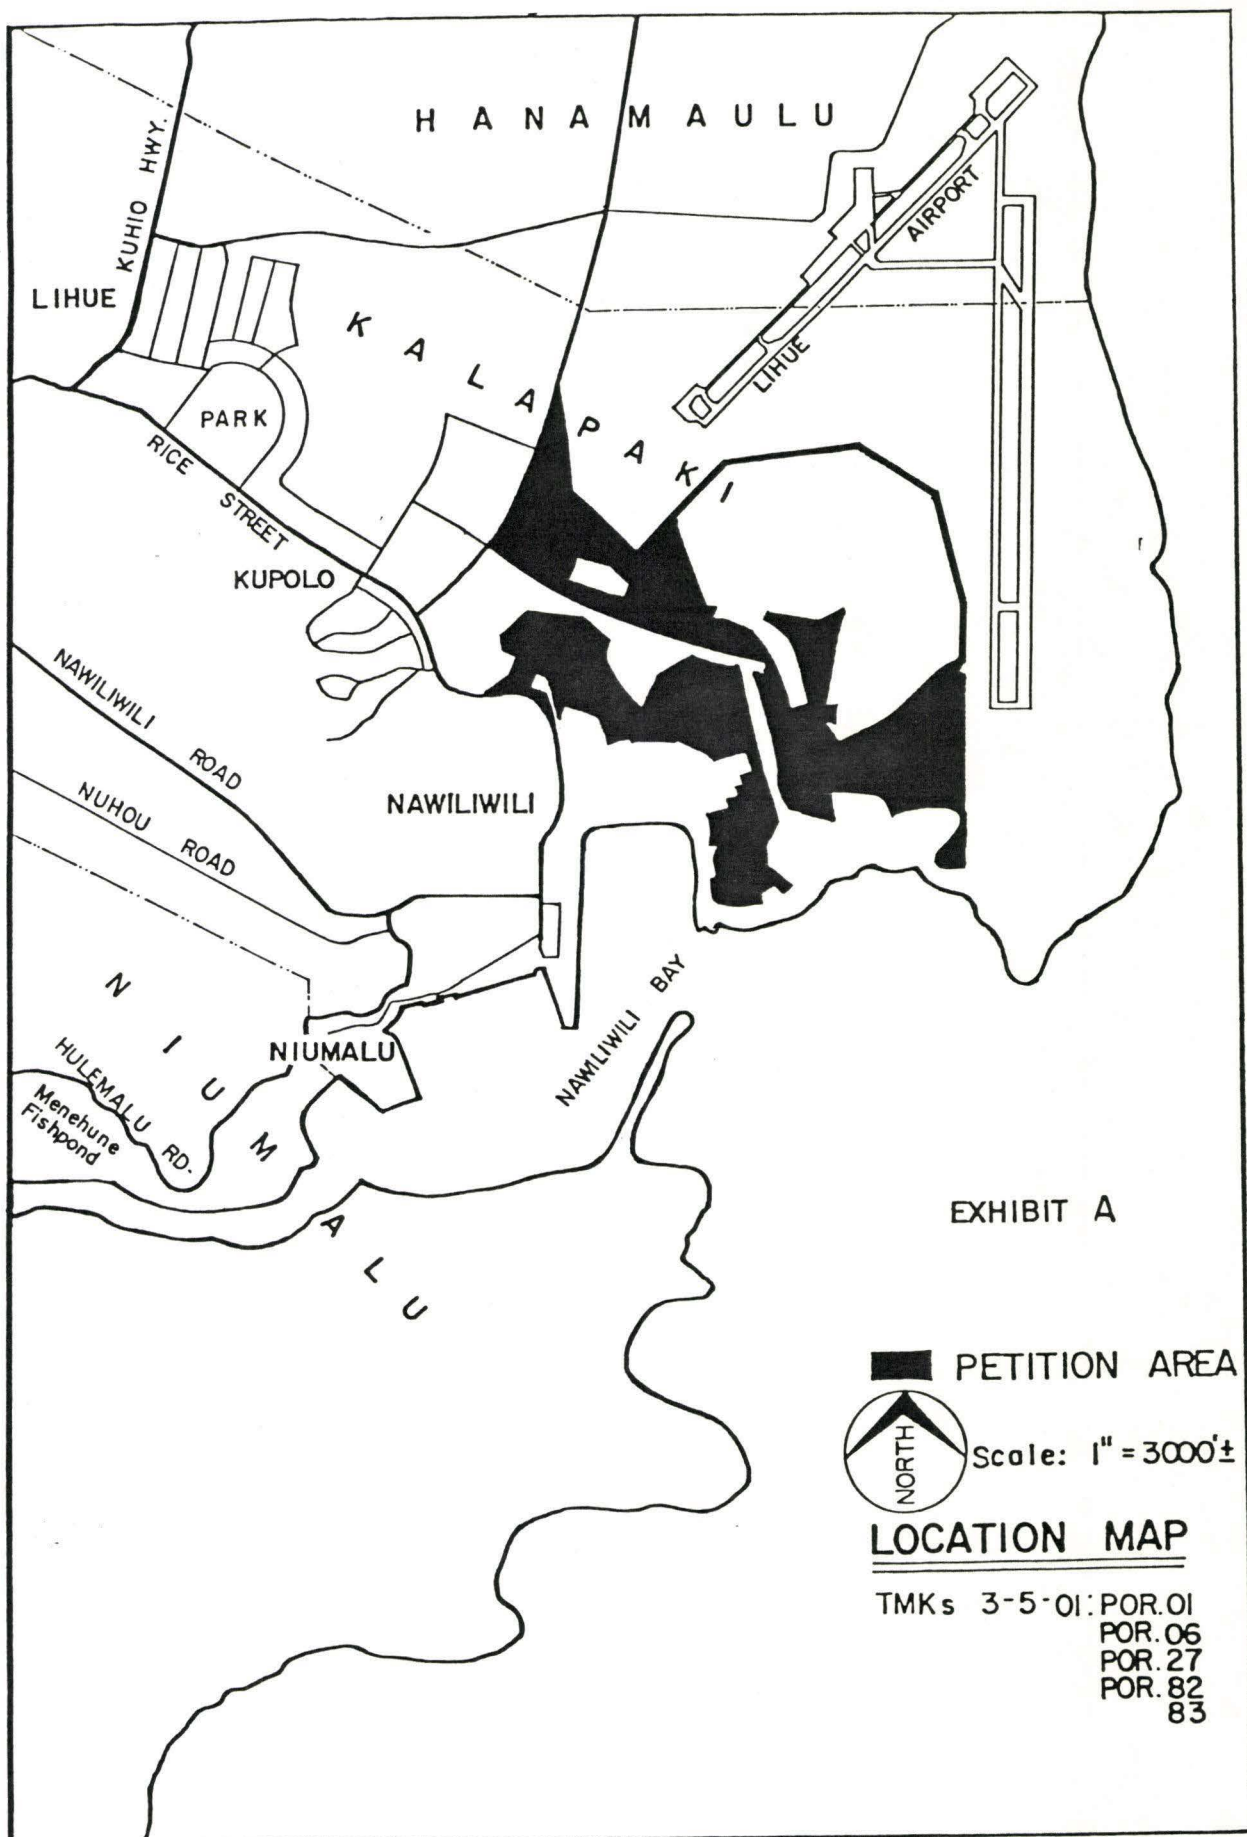 HANAMAULU
KUHIO HWY.
LIHUE AIRPORT
LIHUE
KALAPAKI
PARK
RICE STREET
KUPOLO
NAWILIWILI ROAD
NUHOU ROAD
NAWILIWILI
NAWILIWILI BAY
NIUMALU
NIUMALU
HULEMALU RD.
Menehune
Fishpond
EXHIBIT A
PETITION AREA
NORTH
Scale: 1" = 3000'±
LOCATION MAP
TMKs 3-5-01: POR.01
POR.06
POR.27
POR.82
83